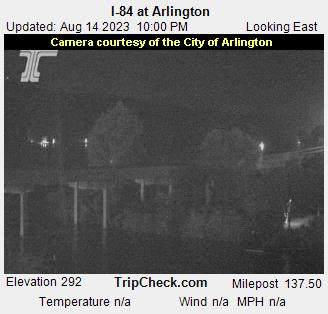 I-84 at Arlington
Updated: Aug 14 2023 10:00 PM Looking East
Camera courtesy of the City of Arlington
Elevation 292 TripCheck.com Milepost 137.50
Temperature n/a Wind n/a MPH n/a